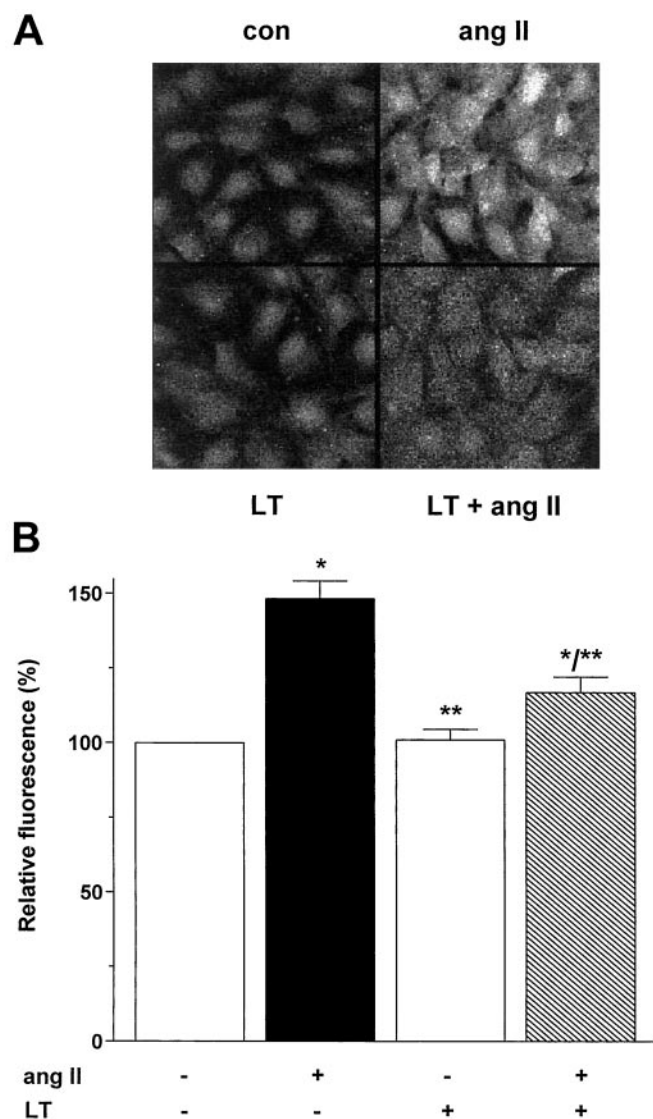 A
con ang II
LT LT + ang II
B
*
150
*/**
**
100
Relative fluorescence (%)
50
0
ang II - + - +
LT - - + +